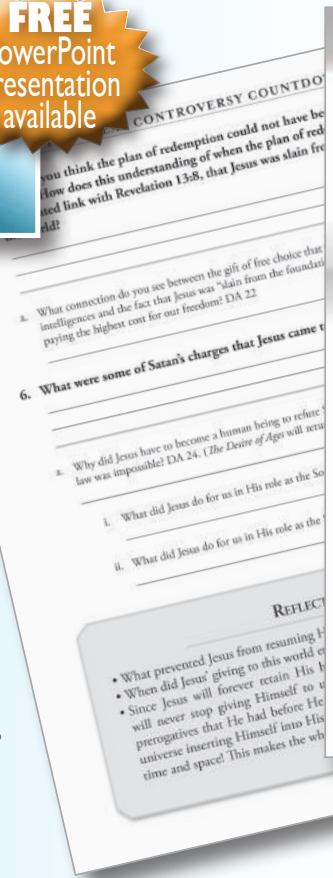 FREE
owerPoint
resentation
available
CONTROVERSY COUNTDO
you think the plan of redemption could not have be
How does this understanding of when the plan of red
ted link with Revelation 13:8, that Jesus was slain fro
rld?
a. What connection do you see between the gift of free choice that
intelligences and the fact that Jesus was "slain from the foundati
paying the highest cost for our freedom? DA 22
6. What were some of Satan's charges that Jesus came t
a. Why did Jesus have to become a human being to refute
law was impossible? DA 24. (The Desire of Ages will retu
i. What did Jesus do for us in His role as the So
ii. What did Jesus do for us in His role as the
REFLECT
• What prevented Jesus from resuming H
• When did Jesus' giving to this world e
• Since Jesus will forever retain His h
will never stop giving Himself to u
prerogatives that He had before He
universe inserting Himself into His
time and space! This makes the wh